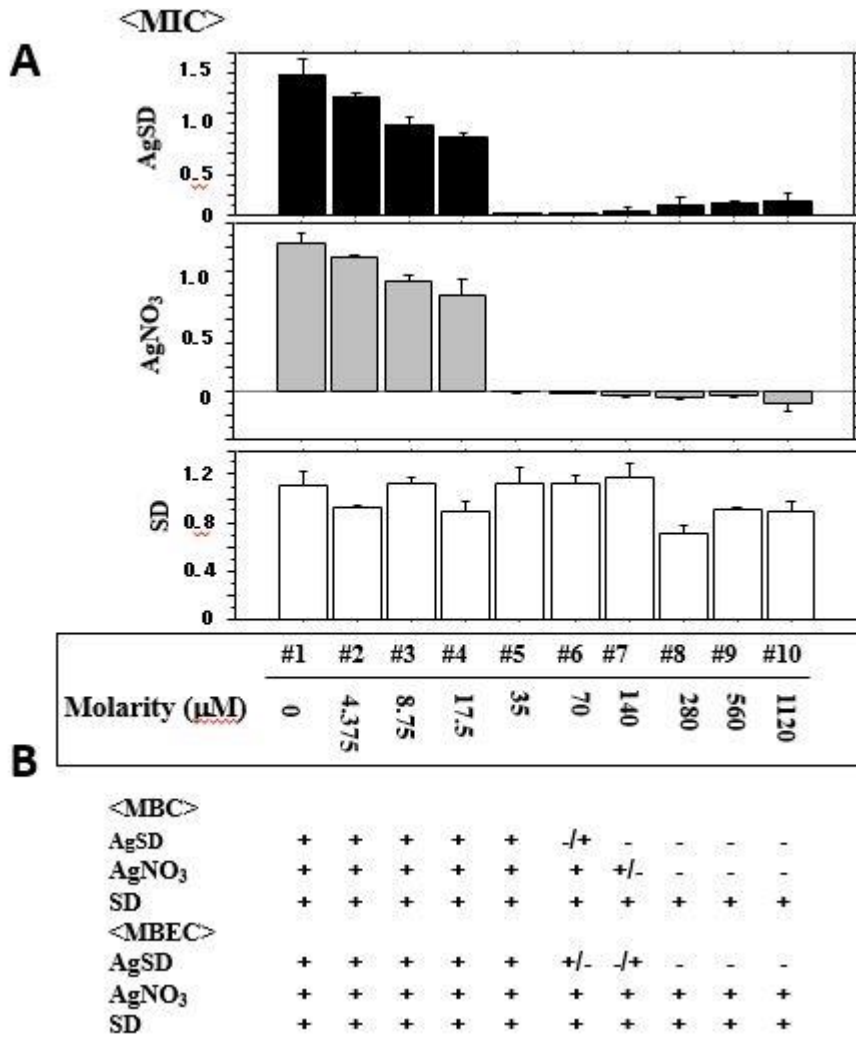 <MIC>
A
AgSD
1.5
1.0
0.5
0
AgNO₃
1.0
0.5
0
SD
1.2
0.8
0.4
0
#1 #2 #3 #4 #5 #6 #7 #8 #9 #10
Molarity (µM) 0 4.375 8.75 17.5 35 70 140 280 560 1120
B
<MBC>
AgSD + + + + + -/+ - - - -
AgNO₃ + + + + + + +/- - - -
SD + + + + + + + + + +
<MBEC>
AgSD + + + + + +/- -/+ - - -
AgNO₃ + + + + + + + + + +
SD + + + + + + + + + +